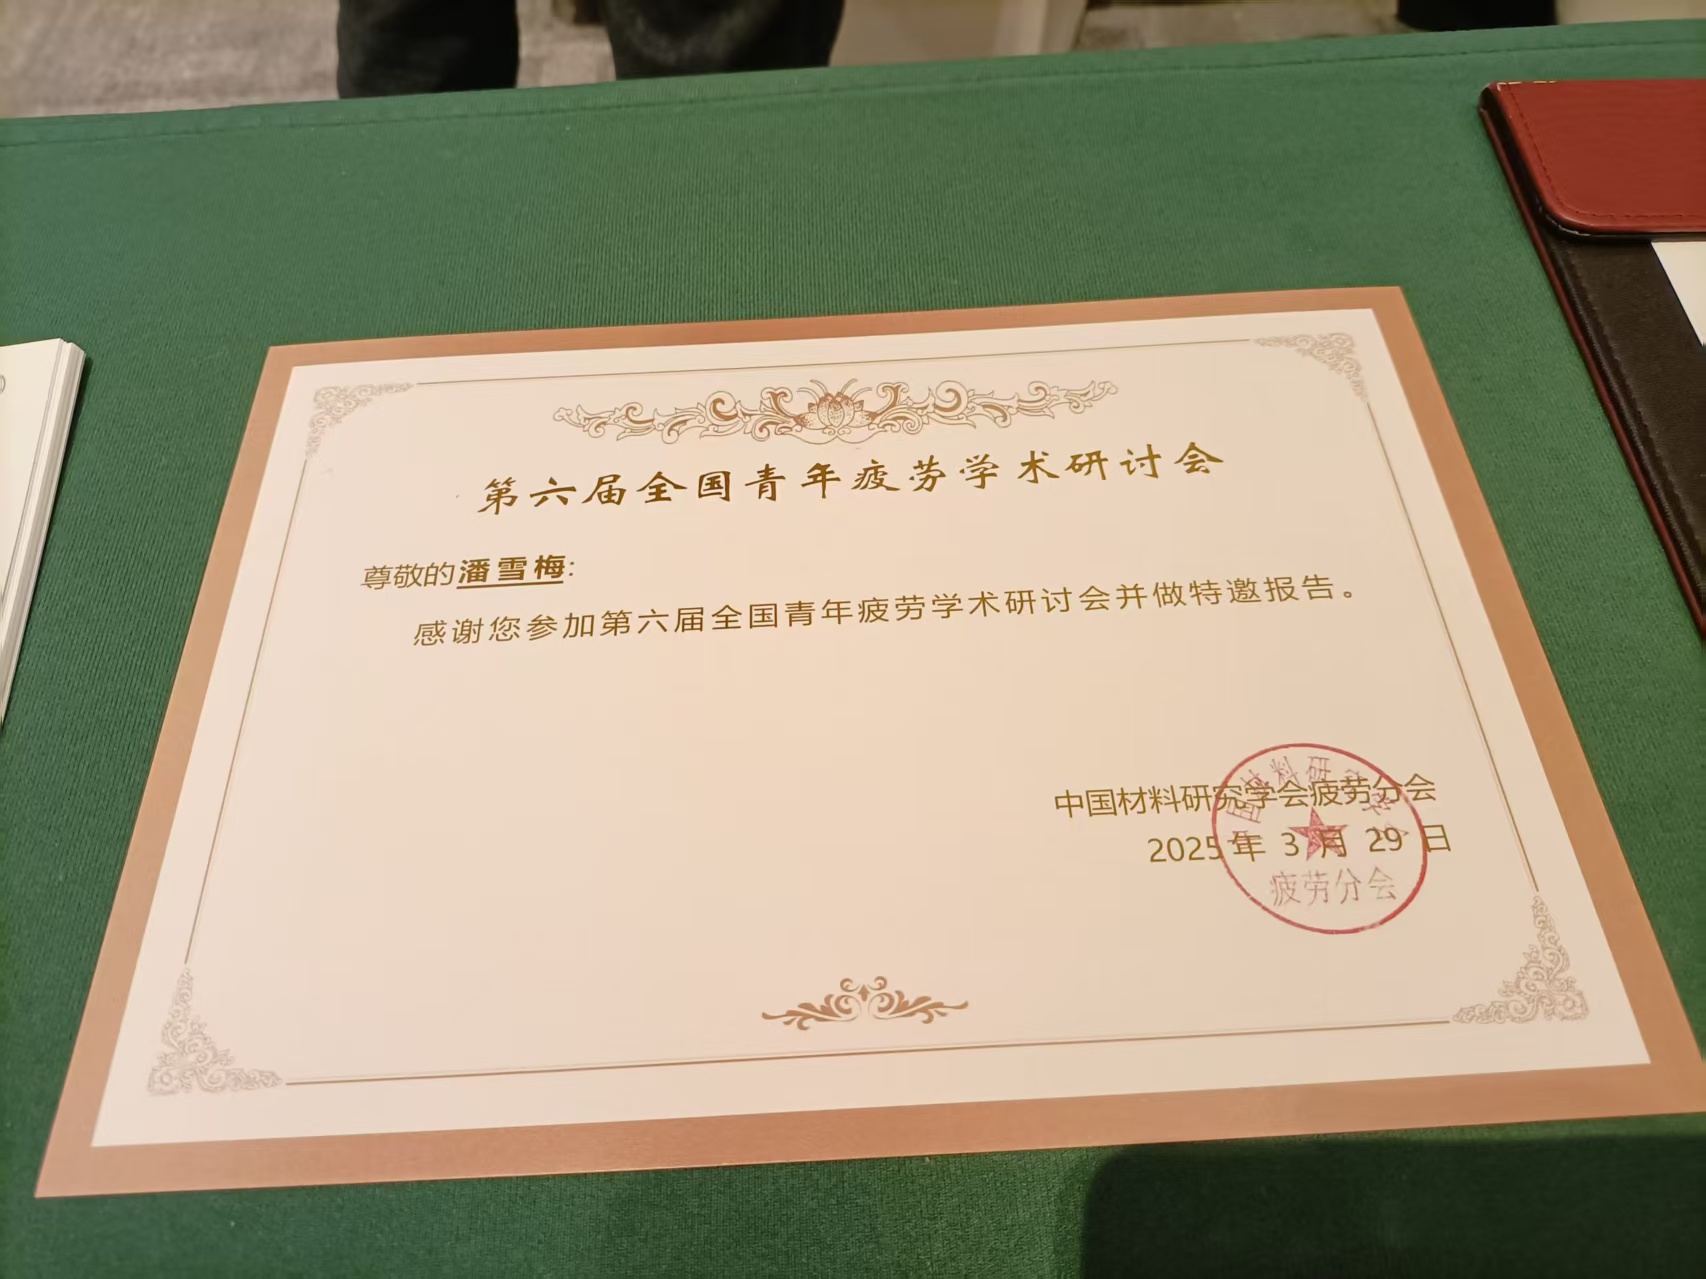 第六届全国青年疲劳学术研讨会
尊敬的潘雪梅:
感谢您参加第六届全国青年疲劳学术研讨会并做特邀报告。
中国材料研究学会疲劳分会
2025年 3 月 29 日
疲劳分会